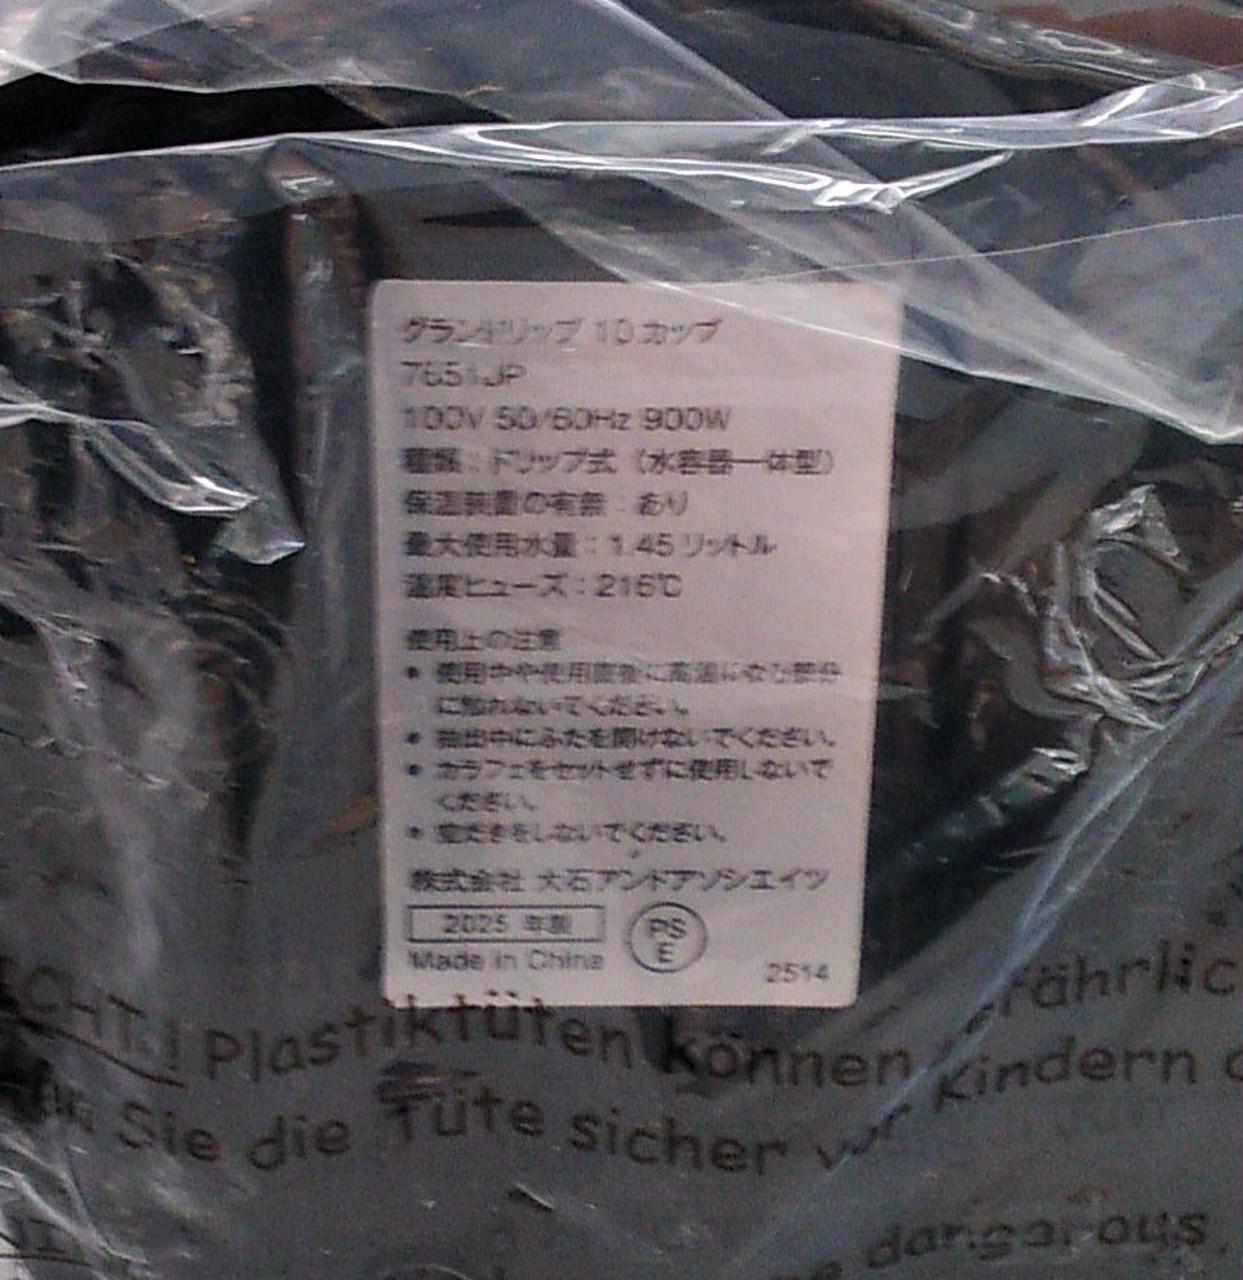 グランドリップ 10カップ
7651JP
100V 50/60Hz 900W
種類：ドリップ式（水容器一体型）
保温装置の有無：あり
最大使用水量：1.45リットル
温度ヒューズ：216℃
使用上の注意
• 使用中や使用直後に高温になる部分
に触れないでください。
• 抽出中にふたを開けないでください。
• カラフェをセットせずに使用しないで
ください。
• 空だきをしないでください。
株式会社 大石アンドアソシエイツ
2025 年製
PS
E
Made in China
2514
Plastiktüten können
Sie die Tüte sicher vor Kindern
dangerous,